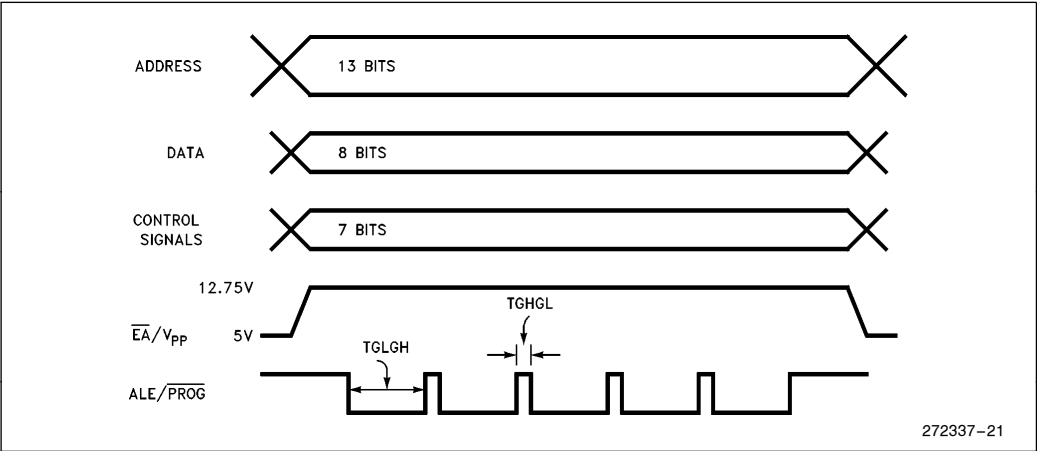 ADDRESS
13 BITS
DATA
8 BITS
CONTROL
SIGNALS
7 BITS
12.75V
EA/VPP
5V
TGHGL
TGLGH
ALE/PROG
272337-21